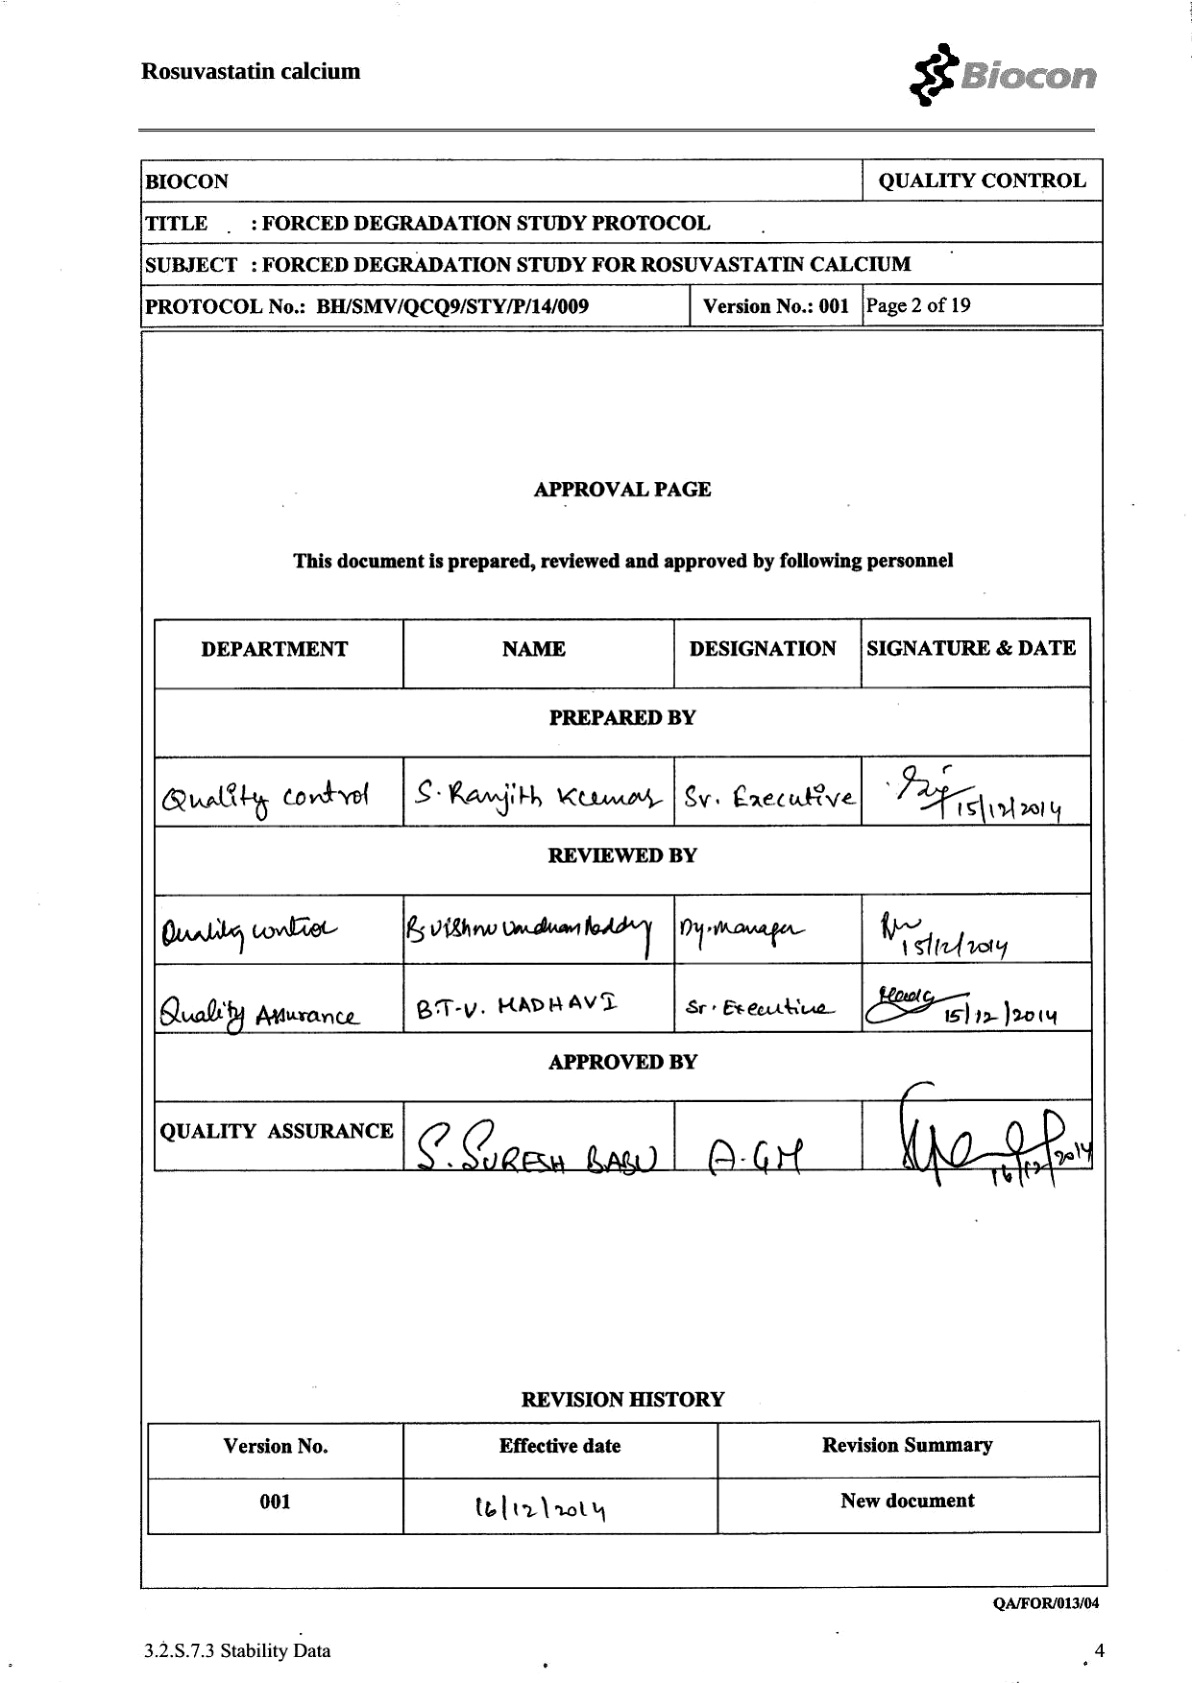 Rosuvastatin calcium
Biocon
BIOCON QUALITY CONTROL
TITLE : FORCED DEGRADATION STUDY PROTOCOL
SUBJECT : FORCED DEGRADATION STUDY FOR ROSUVASTATIN CALCIUM
PROTOCOL No.: BH/SMV/QCQ9/STY/P/14/009 Version No.: 001 Page 2 of 19
APPROVAL PAGE
This document is prepared, reviewed and approved by following personnel
DEPARTMENT NAME DESIGNATION SIGNATURE & DATE
PREPARED BY
Quality control S. Ranjith Kumar Sr. Executive 15/12/2014
REVIEWED BY
Quality control B Vishnu Vardhan Reddy Dy. Manager 15/12/2014
Quality Assurance B.T.V. MADHAVI Sr. Executive 15/12/2014
APPROVED BY
QUALITY ASSURANCE S. SURESH BABU A.GM 16/12/2014
REVISION HISTORY
Version No. Effective date Revision Summary
001 16/12/2014 New document
QA/FOR/013/04
3.2.S.7.3 Stability Data 4